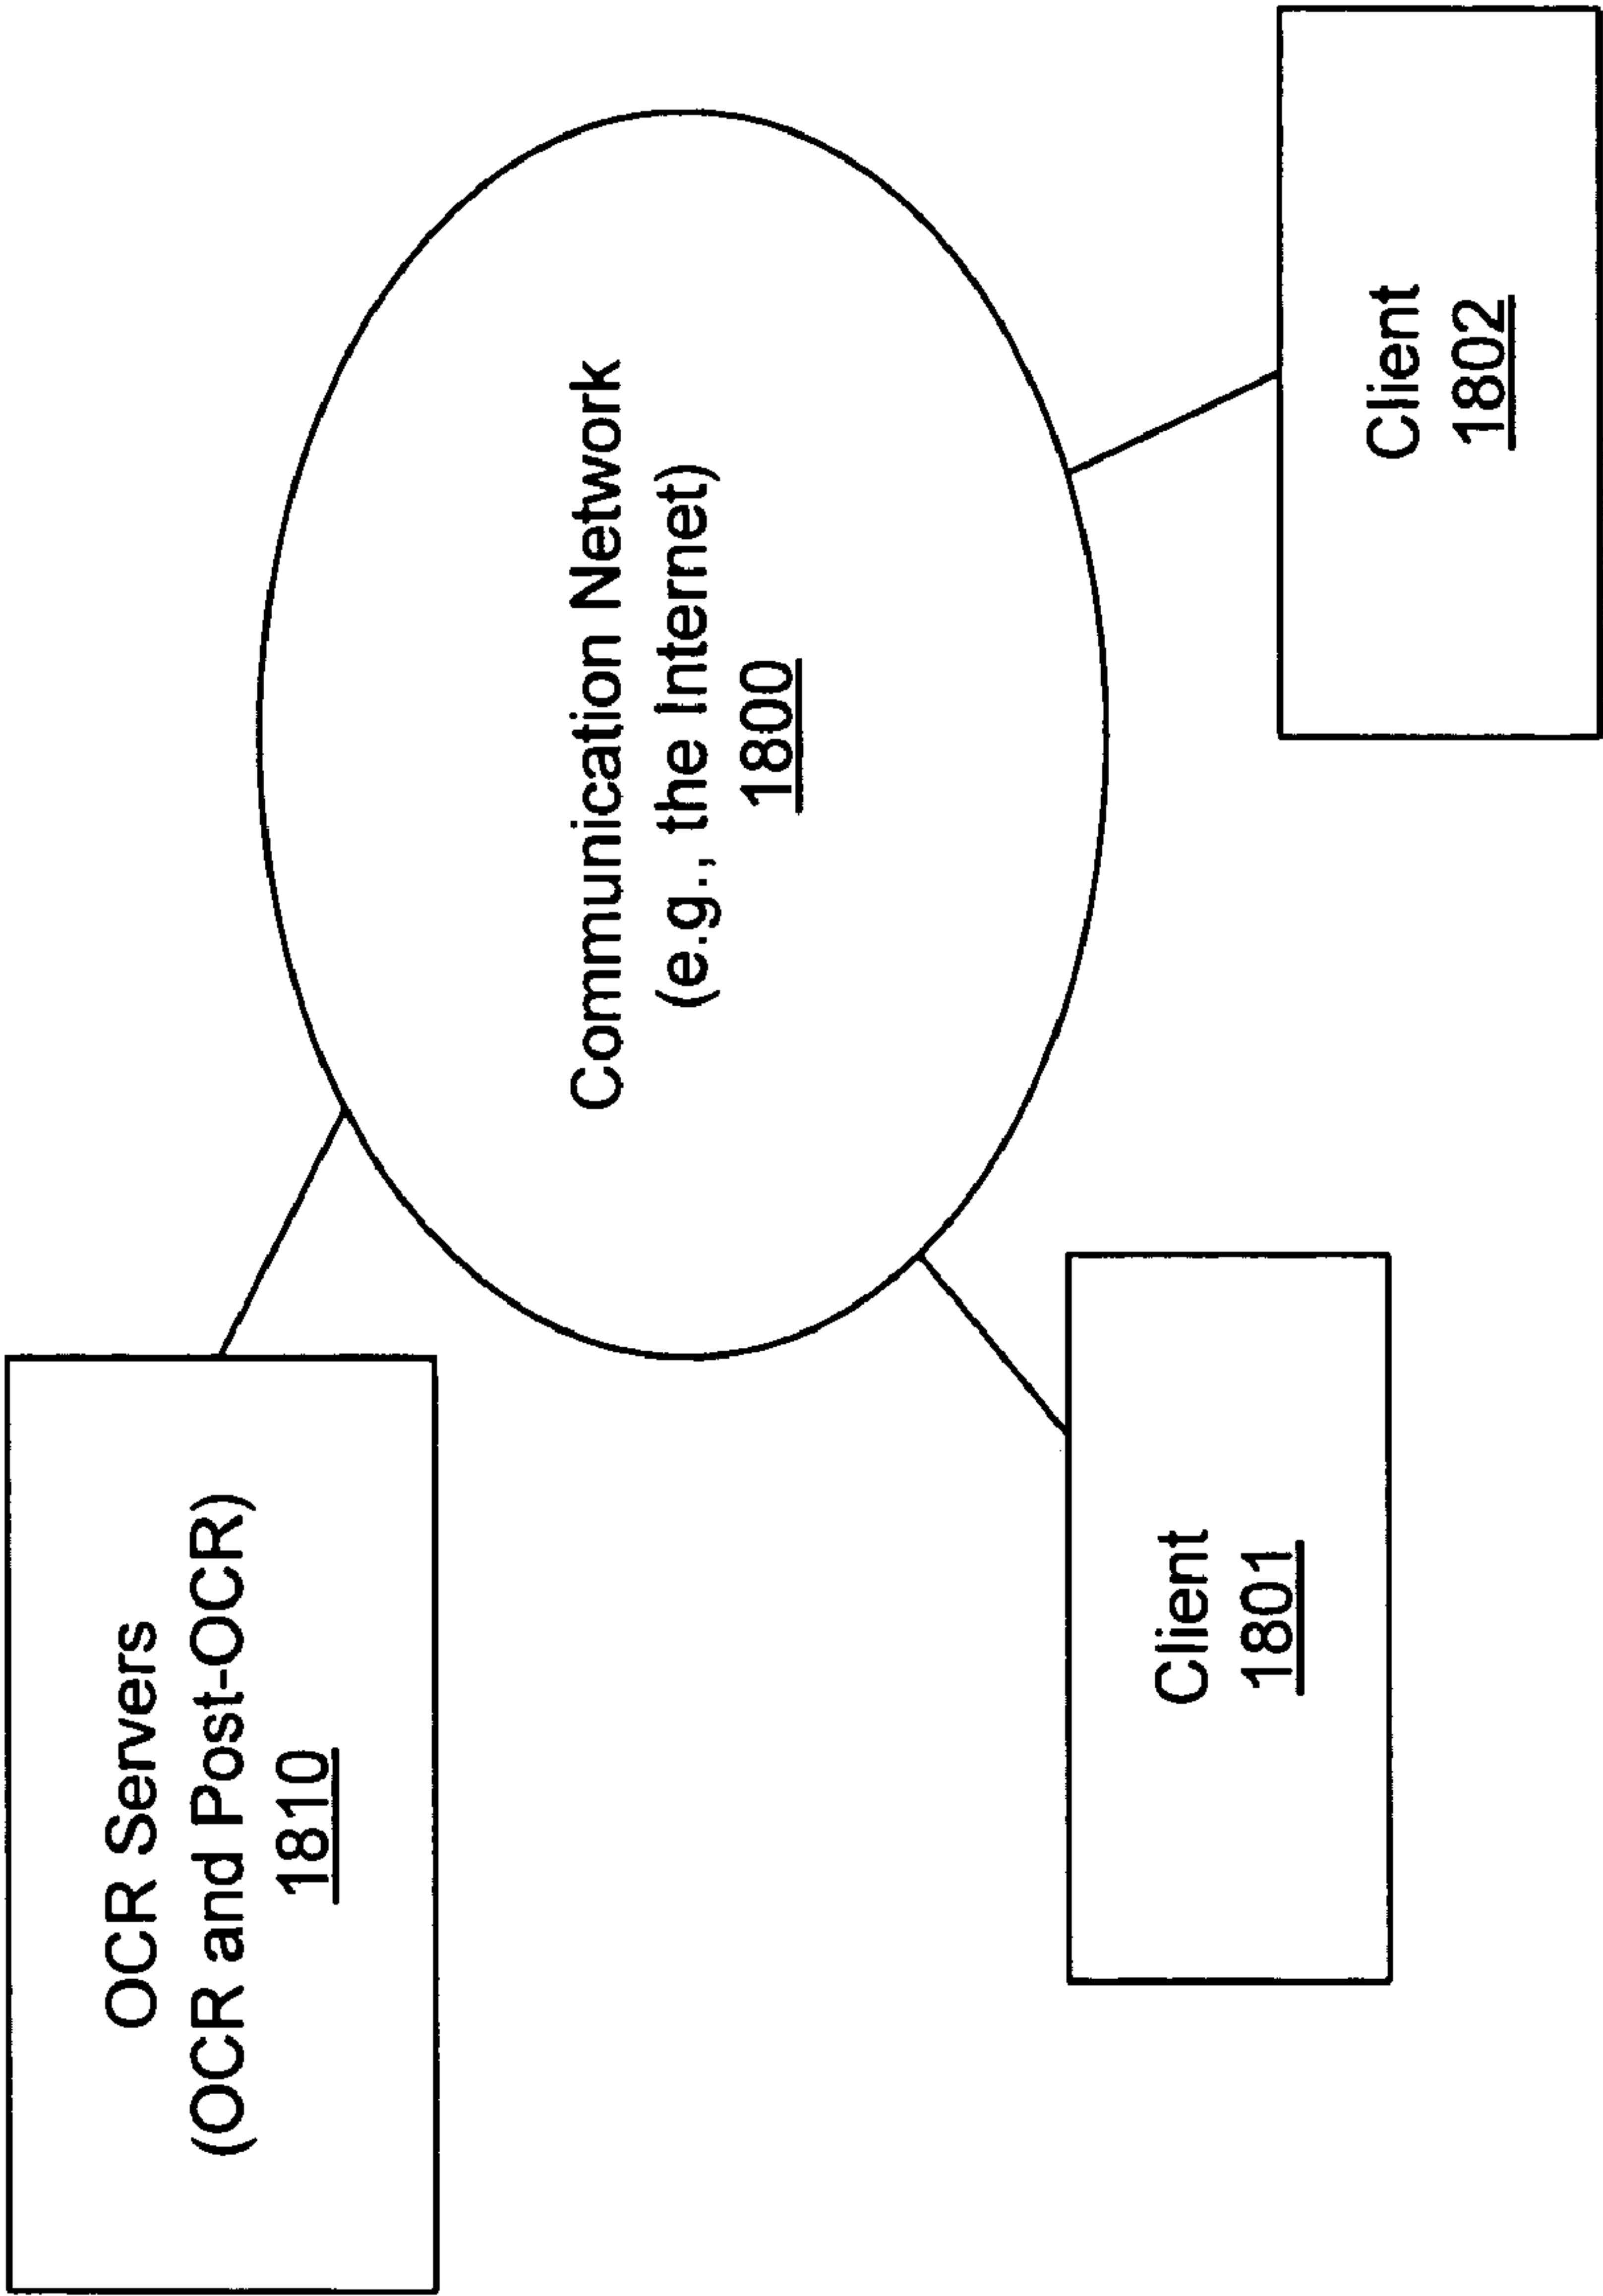 OCR Servers
(OCR and Post-OCR)
1810
Communication Network
(e.g., the Internet)
1800
Client
1801
Client
1802